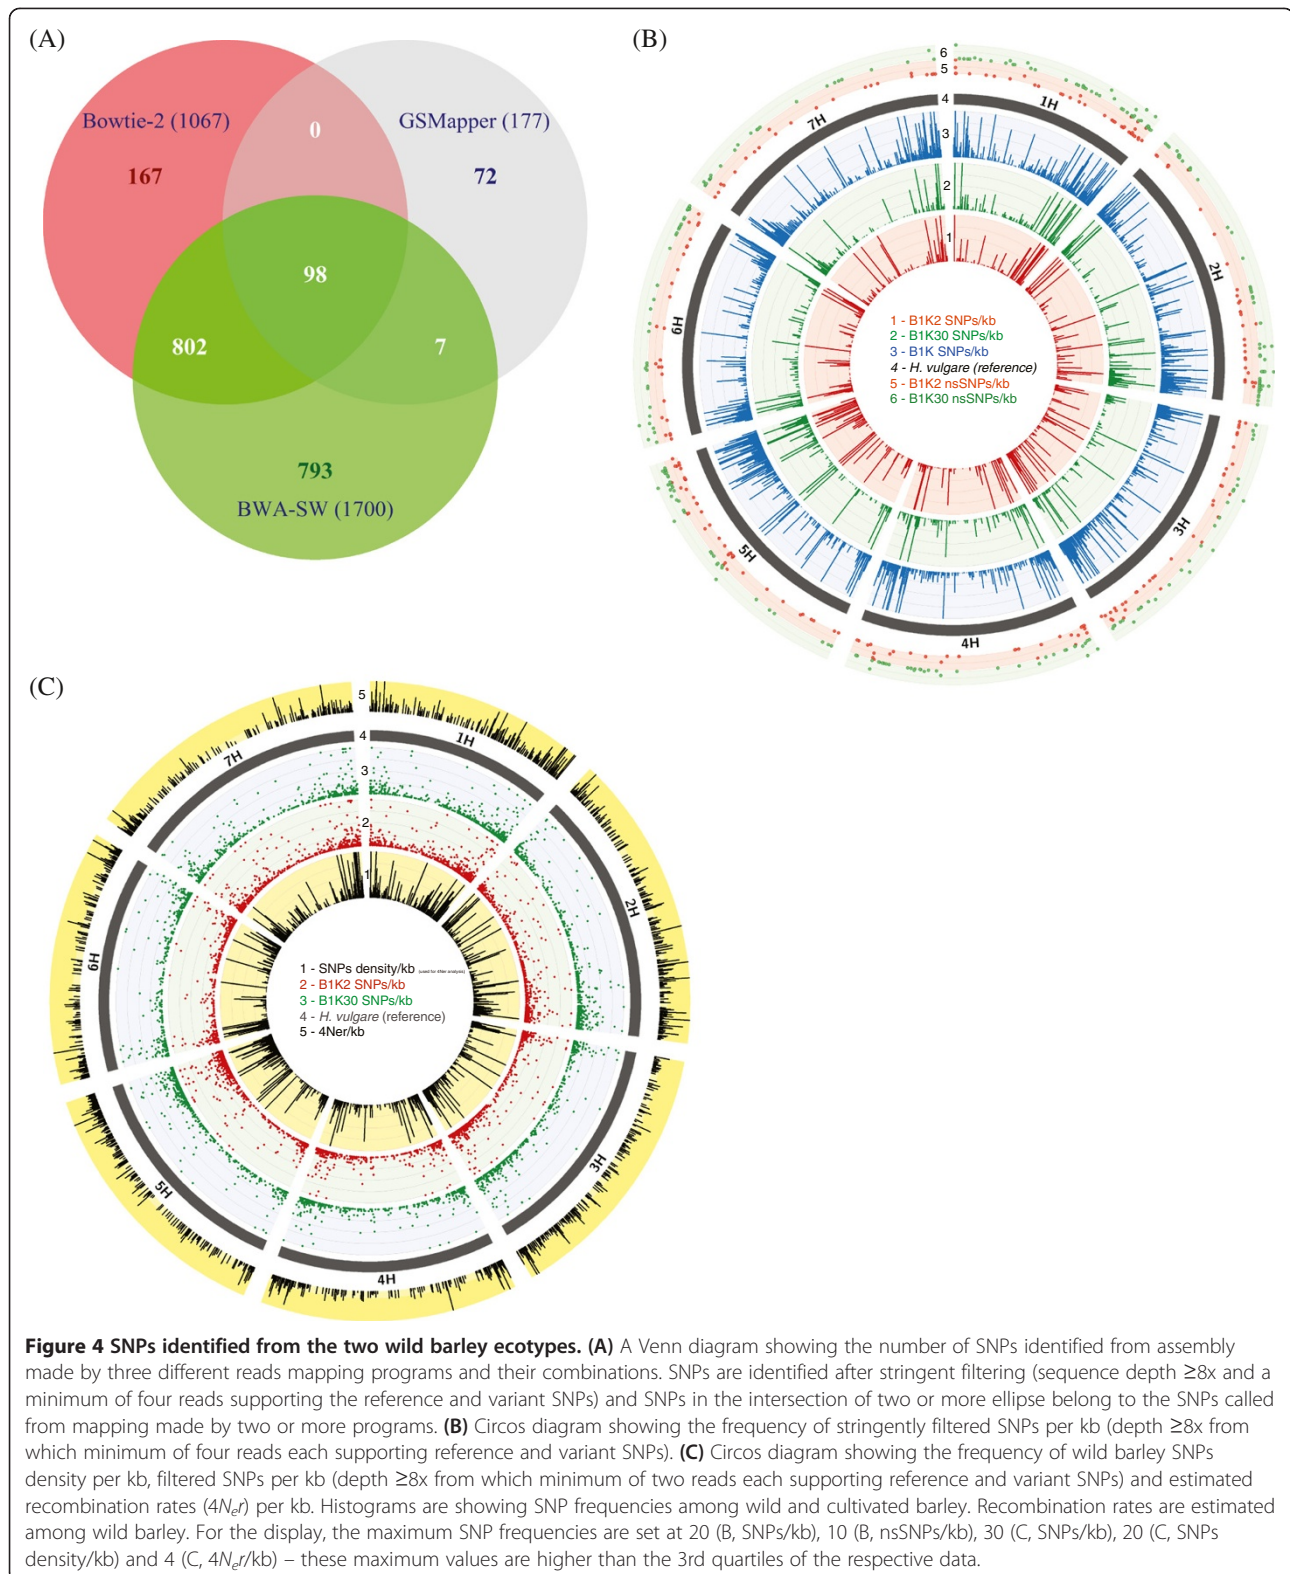 (A)
Bowtie-2 (1067)
GSMapper (177)
0
167
72
98
802
7
793
BWA-SW (1700)
(B)
6
5
4
3
2
1
1H
2H
3H
4H
5H
6H
7H
1 - B1K2 SNPs/kb
2 - B1K30 SNPs/kb
3 - B1K SNPs/kb
4 - H. vulgare (reference)
5 - B1K2 nsSNPs/kb
6 - B1K30 nsSNPs/kb
(C)
5
4
3
2
1
1H
2H
3H
4H
5H
6H
7H
1 - SNPs density/kb (used for 4Ner analysis)
2 - B1K2 SNPs/kb
3 - B1K30 SNPs/kb
4 - H. vulgare (reference)
5 - 4Ner/kb
Figure 4 SNPs identified from the two wild barley ecotypes. (A) A Venn diagram showing the number of SNPs identified from assembly
made by three different reads mapping programs and their combinations. SNPs are identified after stringent filtering (sequence depth ≥8x and a
minimum of four reads supporting the reference and variant SNPs) and SNPs in the intersection of two or more ellipse belong to the SNPs called
from mapping made by two or more programs. (B) Circos diagram showing the frequency of stringently filtered SNPs per kb (depth ≥8x from
which minimum of four reads each supporting reference and variant SNPs). (C) Circos diagram showing the frequency of wild barley SNPs
density per kb, filtered SNPs per kb (depth ≥8x from which minimum of two reads each supporting reference and variant SNPs) and estimated
recombination rates (4Nₑr) per kb. Histograms are showing SNP frequencies among wild and cultivated barley. Recombination rates are estimated
among wild barley. For the display, the maximum SNP frequencies are set at 20 (B, SNPs/kb), 10 (B, nsSNPs/kb), 30 (C, SNPs/kb), 20 (C, SNPs
density/kb) and 4 (C, 4Nₑr/kb) – these maximum values are higher than the 3rd quartiles of the respective data.